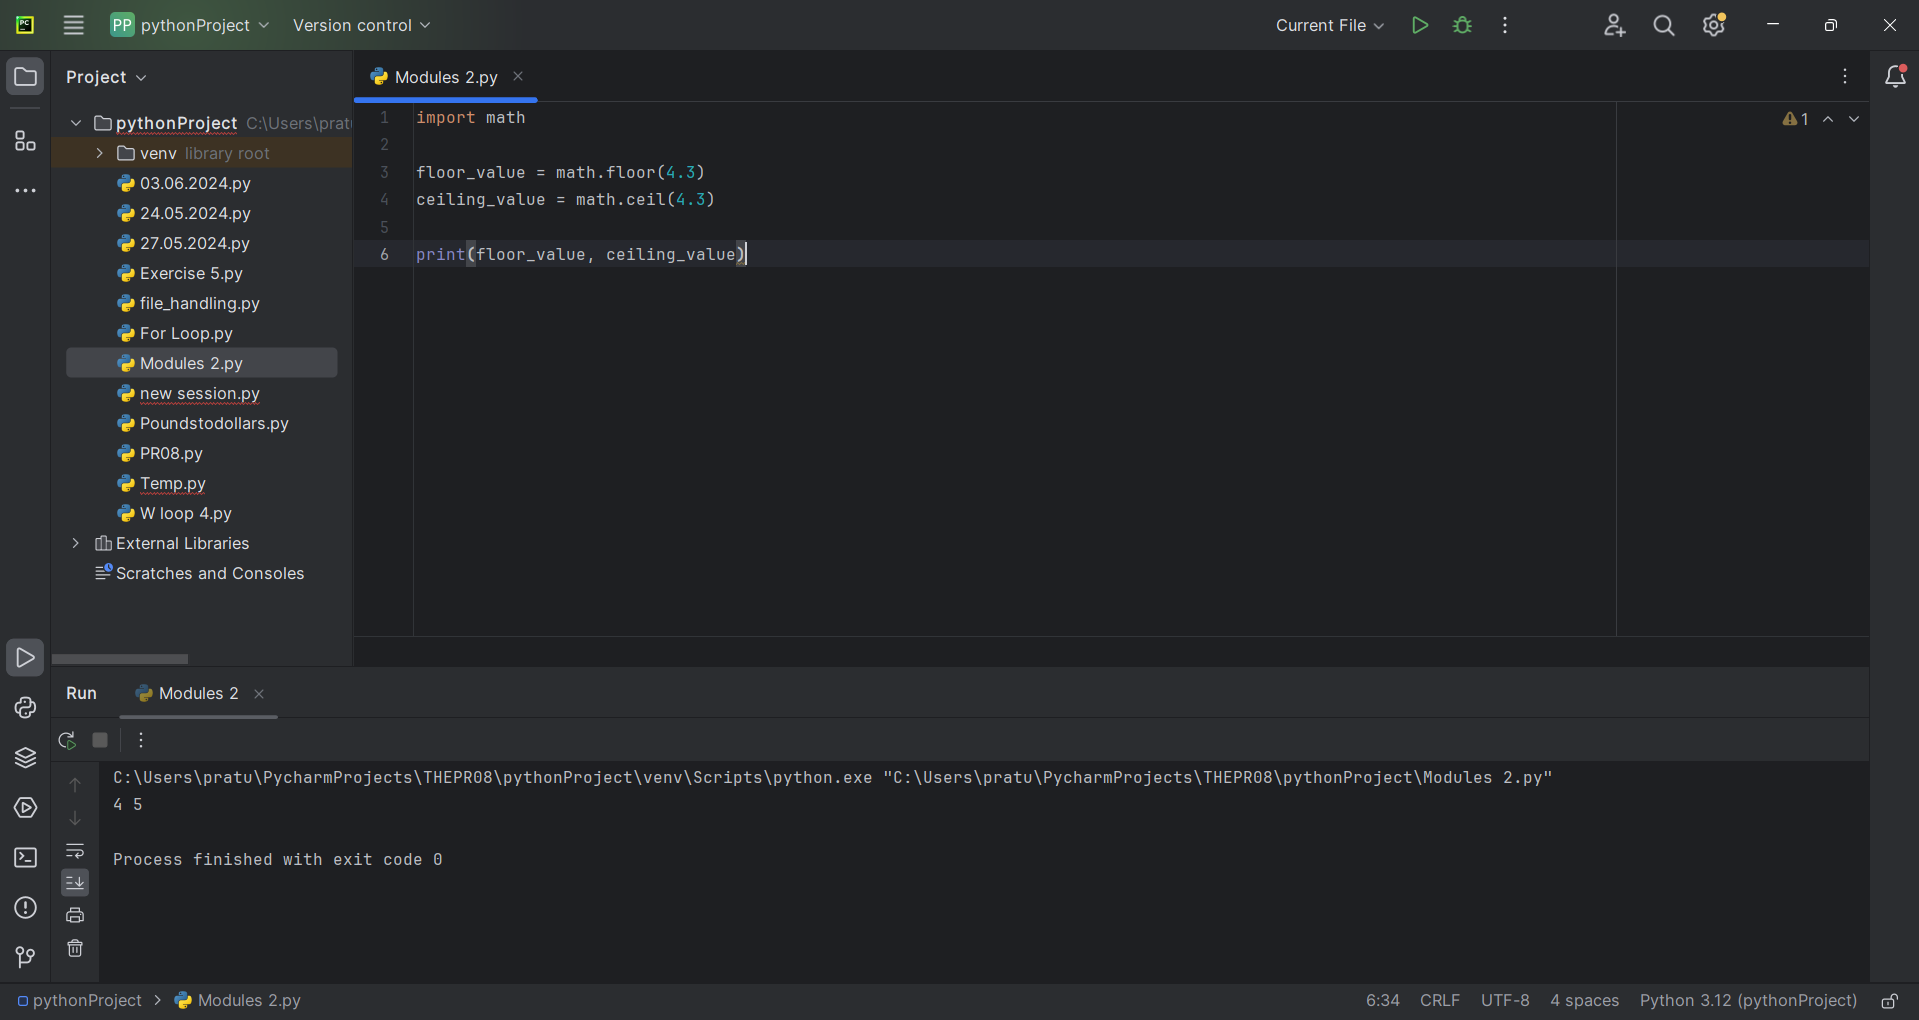 PC
PP pythonProject
Version control
Current File
Project
Modules 2.py
pythonProject C:\Users\prat
venv library root
03.06.2024.py
24.05.2024.py
27.05.2024.py
Exercise 5.py
file_handling.py
For Loop.py
Modules 2.py
new session.py
Poundstodollars.py
PR08.py
Temp.py
W loop 4.py
External Libraries
Scratches and Consoles
1 import math
2
3 floor_value = math.floor(4.3)
4 ceiling_value = math.ceil(4.3)
5
6 print(floor_value, ceiling_value)
1
Run
Modules 2
C:\Users\pratu\PycharmProjects\THEPR08\pythonProject\venv\Scripts\python.exe "C:\Users\pratu\PycharmProjects\THEPR08\pythonProject\Modules 2.py"
4 5
Process finished with exit code 0
pythonProject > Modules 2.py
6:34 CRLF UTF-8 4 spaces Python 3.12 (pythonProject)